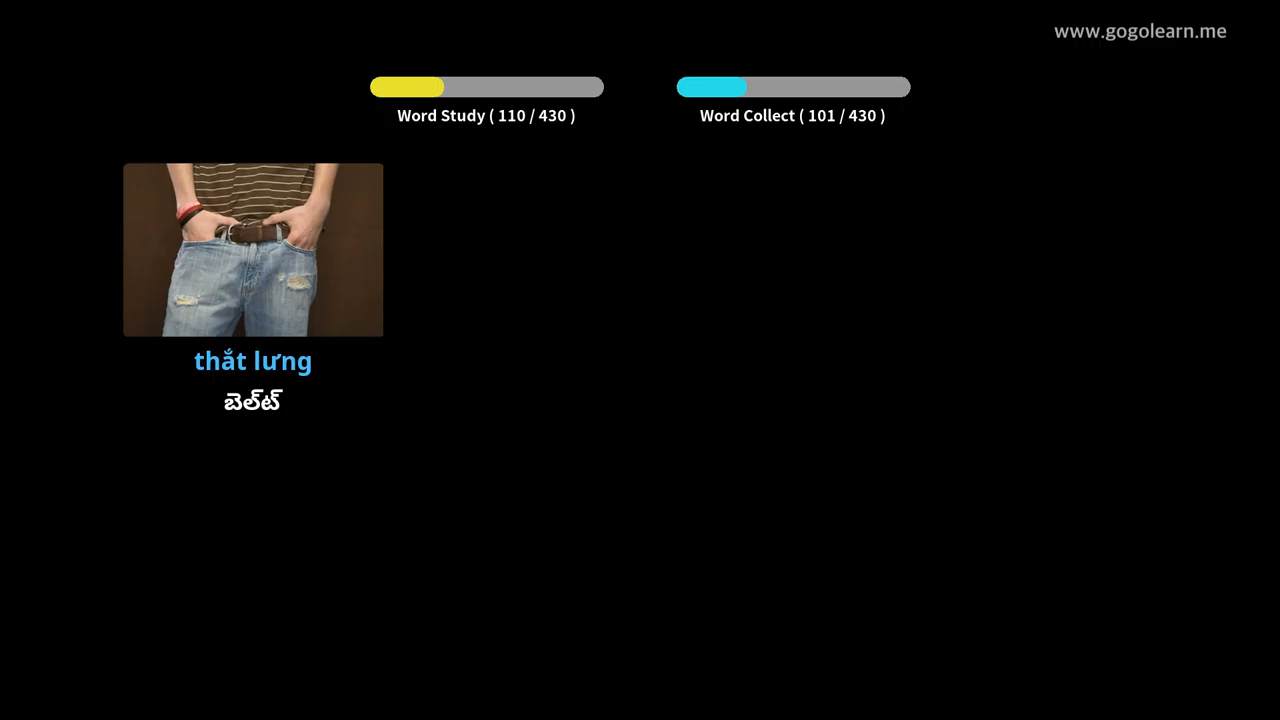 www.gogolearn.me
Word Study ( 110 / 430 )
Word Collect ( 101 / 430 )
thắt lưng
బెల్ట్